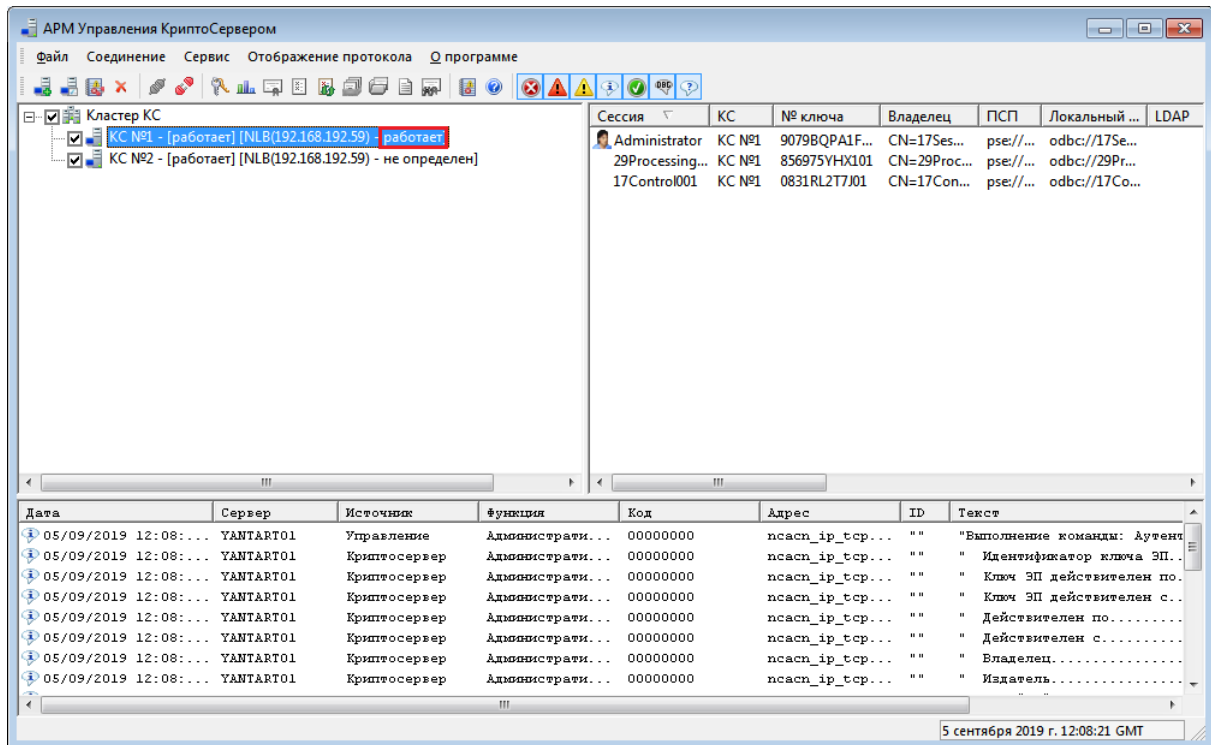 АРМ Управления КриптоСервером
Файл Соединение Сервис Отображение протокола О программе
Кластер КС
КС №1 - [работает] [NLB(192.168.192.59) - работает]
КС №2 - [работает] [NLB(192.168.192.59) - не определен]
Сессия КС № ключа Владелец ПСП Локальный ... LDAP
Administrator КС №1 9079BQPA1F... CN=17Ses... pse://... odbc://17Se...
29Processing... КС №1 856975YHX101 CN=29Proc... pse://... odbc://29Pr...
17Control001 КС №1 0831RL2T7J01 CN=17Con... pse://... odbc://17Co...
Дата Сервер Источник Функция Код Адрес ID Текст
05/09/2019 12:08:... YANTART01 Управление Администрати... 00000000 ncacn_ip_tcp... "" "Выполнение команды: Аутент
05/09/2019 12:08:... YANTART01 Криптосервер Администрати... 00000000 ncacn_ip_tcp... "" " Идентификатор ключа ЭП..
05/09/2019 12:08:... YANTART01 Криптосервер Администрати... 00000000 ncacn_ip_tcp... "" " Ключ ЭП действителен по.
05/09/2019 12:08:... YANTART01 Криптосервер Администрати... 00000000 ncacn_ip_tcp... "" " Ключ ЭП действителен с..
05/09/2019 12:08:... YANTART01 Криптосервер Администрати... 00000000 ncacn_ip_tcp... "" " Действителен по.........
05/09/2019 12:08:... YANTART01 Криптосервер Администрати... 00000000 ncacn_ip_tcp... "" " Действителен с..........
05/09/2019 12:08:... YANTART01 Криптосервер Администрати... 00000000 ncacn_ip_tcp... "" " Владелец................
05/09/2019 12:08:... YANTART01 Криптосервер Администрати... 00000000 ncacn_ip_tcp... "" " Издатель................
5 сентября 2019 г. 12:08:21 GMT